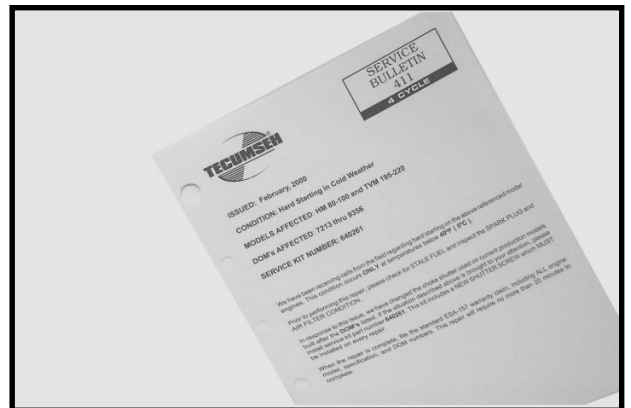 SERVICE
BULLETIN
411
4 CYCLE
TECUMSEH
ISSUED: February, 2000
CONDITION: Hard Starting in Cold Weather
MODELS AFFECTED: HM 80-100 and TVM 195-220
DOM's AFFECTED: 7213 thru 9356
SERVICE KIT NUMBER: 640261
We have been receiving calls from the field regarding hard starting on the above referenced model
engines. This condition occurs ONLY at temperatures below 40°F ( 5°C ).
Prior to performing this repair, please check for STALE FUEL and inspect the SPARK PLUG and
AIR FILTER CONDITION.
In response to this issue, we have changed the choke shutter used on current production models
built after the DOM's listed. If the situation described above is brought to your attention, please
install service kit part number 640261. This kit includes a NEW SHUTTER SCREW which MUST
be installed on every repair.
When the repair is complete, file the standard ESA-157 warranty claim, including ALL engine
model, specification, and DOM numbers. This repair will require no more than 20 minutes to
complete.